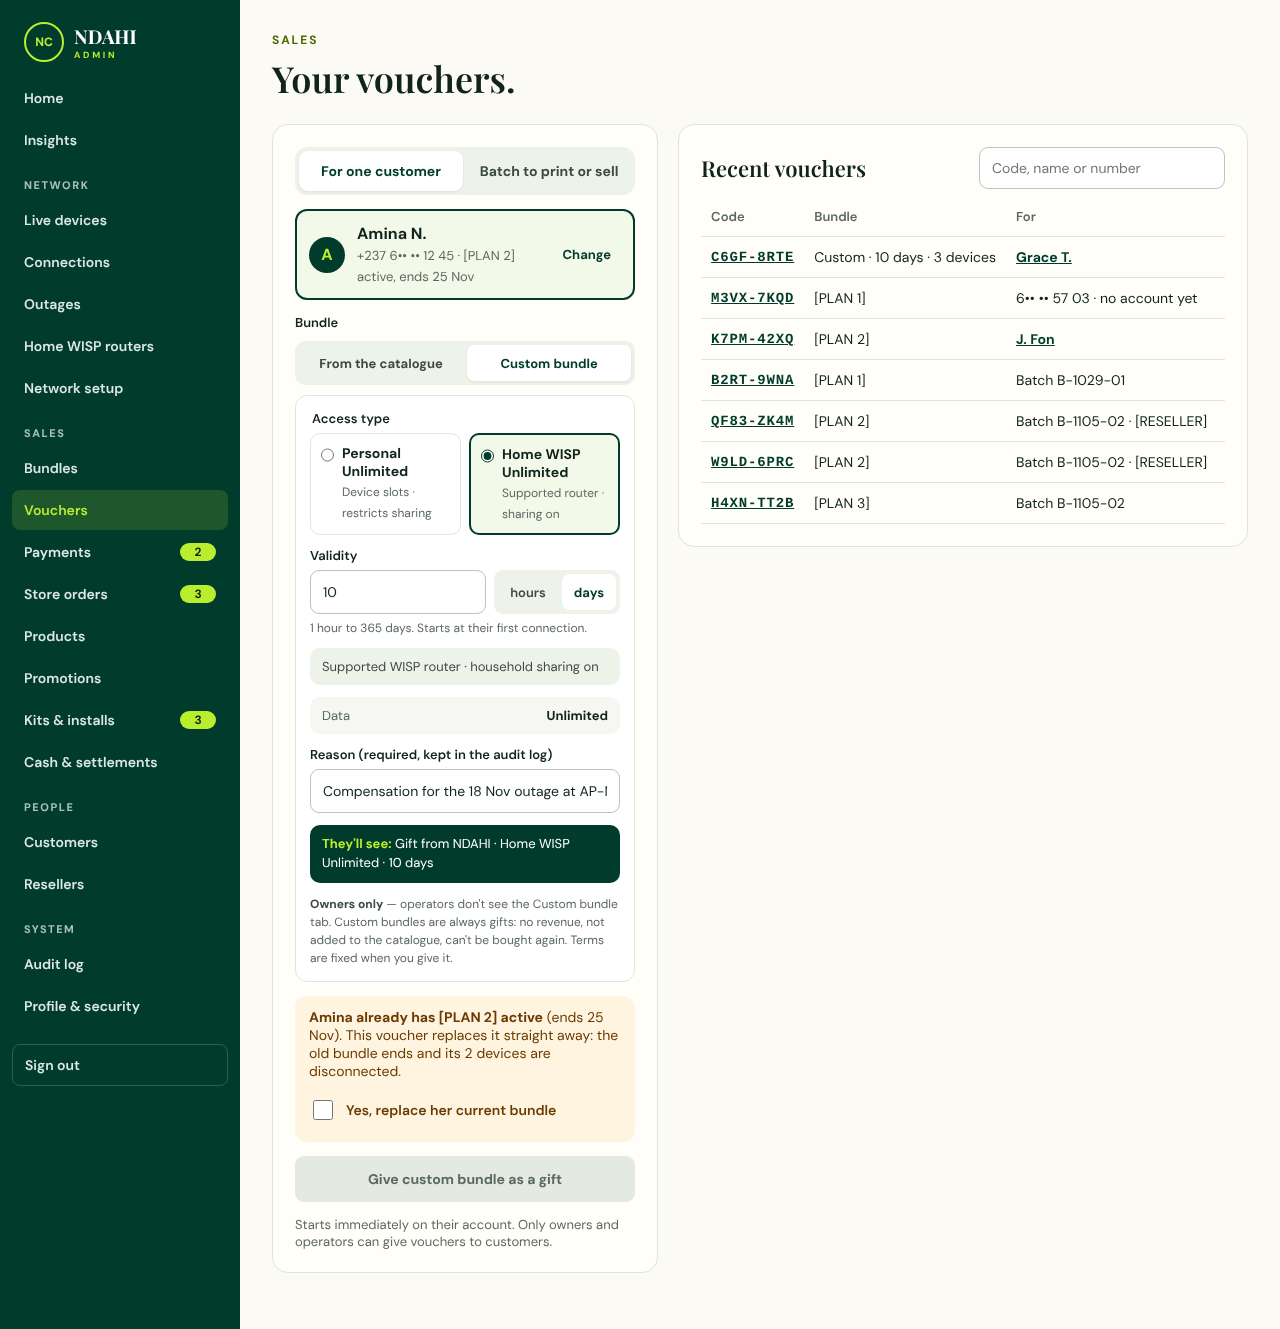 NC
NDAHI
ADMIN
Home
Insights
NETWORK
Live devices
Connections
Outages
Home WISP routers
Network setup
SALES
Bundles
Vouchers
Payments 2
Store orders 3
Products
Promotions
Kits & installs 3
Cash & settlements
PEOPLE
Customers
Resellers
SYSTEM
Audit log
Profile & security
Sign out
SALES
Your vouchers.
For one customer Batch to print or sell
A
Amina N.
+237 6•• •• 12 45 · [PLAN 2]
active, ends 25 Nov
Change
Bundle
From the catalogue Custom bundle
Access type
Personal
Unlimited
Device slots ·
restricts sharing
Home WISP
Unlimited
Supported router ·
sharing on
Validity
10 hours days
1 hour to 365 days. Starts at their first connection.
Supported WISP router · household sharing on
Data Unlimited
Reason (required, kept in the audit log)
Compensation for the 18 Nov outage at
They'll see: Gift from NDAHI · Home WISP
Unlimited · 10 days
Owners only — operators don't see the Custom bundle
tab. Custom bundles are always gifts: no revenue, not
added to the catalogue, can't be bought again. Terms
are fixed when you give it.
Amina already has [PLAN 2] active (ends 25
Nov). This voucher replaces it straight away: the
old bundle ends and its 2 devices are
disconnected.
Yes, replace her current bundle
Give custom bundle as a gift
Starts immediately on their account. Only owners and
operators can give vouchers to customers.
Recent vouchers
Code, name or number
Code Bundle For
C6GF-8RTE Custom · 10 days · 3 devices Grace T.
M3VX-7KQD [PLAN 1] 6•• •• 57 03 · no account yet
K7PM-42XQ [PLAN 2] J. Fon
B2RT-9WNA [PLAN 1] Batch B-1029-01
QF83-ZK4M [PLAN 2] Batch B-1105-02 · [RESELLER]
W9LD-6PRC [PLAN 2] Batch B-1105-02 · [RESELLER]
H4XN-TT2B [PLAN 3] Batch B-1105-02